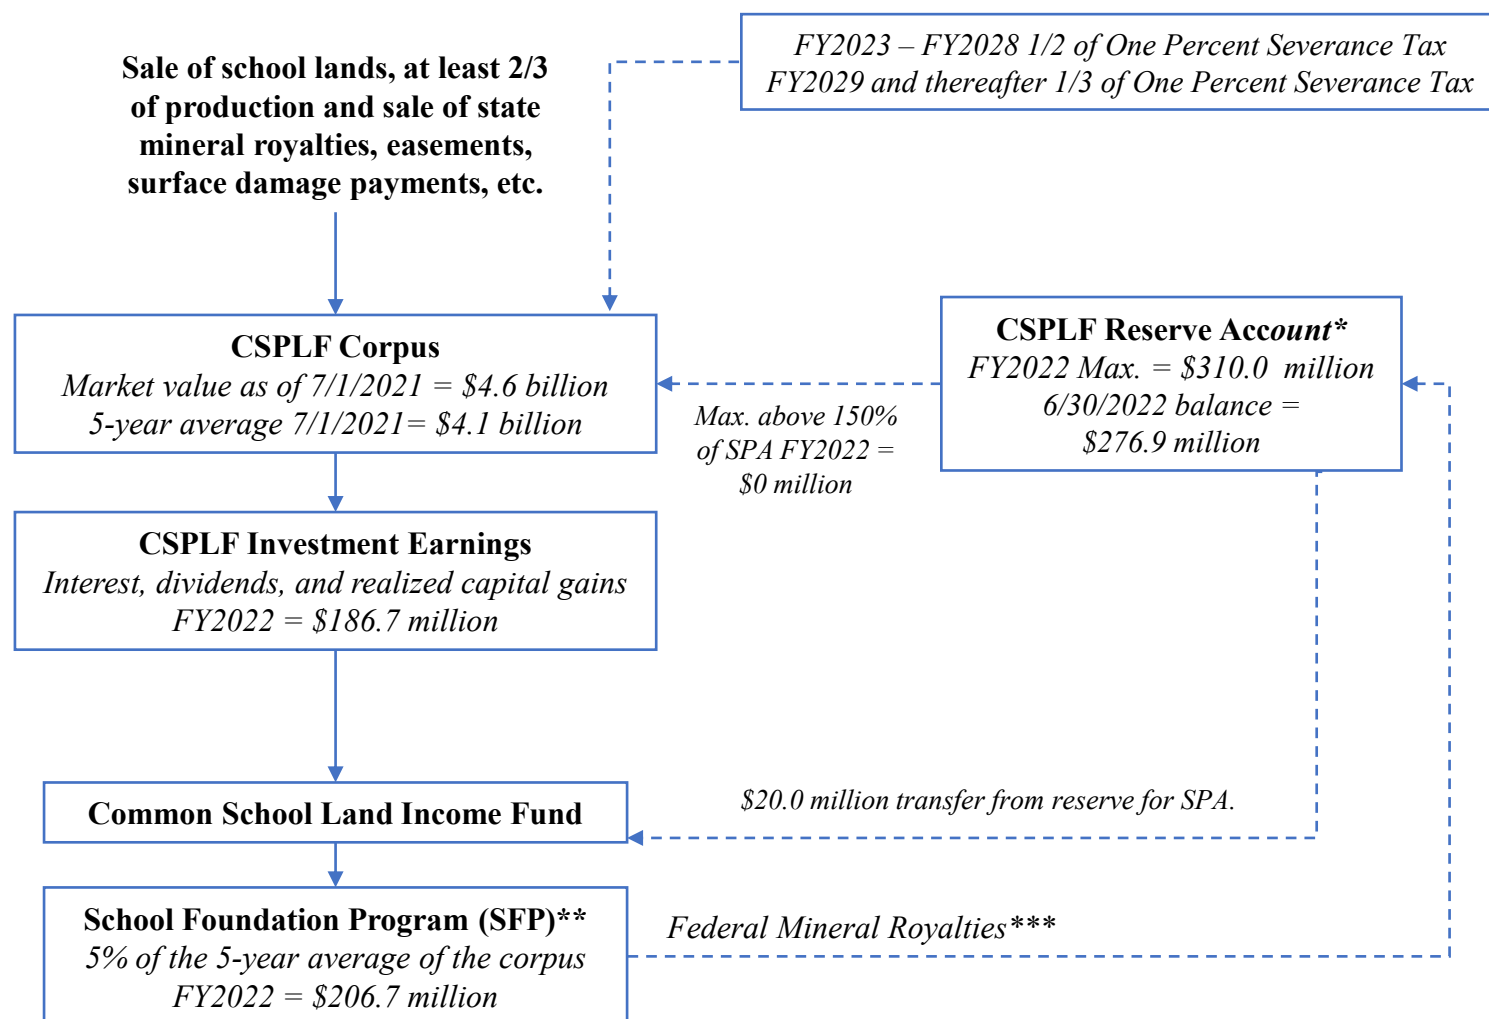 FY2023 – FY2028 1/2 of One Percent Severance Tax
FY2029 and thereafter 1/3 of One Percent Severance Tax
Sale of school lands, at least 2/3
of production and sale of state
mineral royalties, easements,
surface damage payments, etc.
CSPLF Corpus
Market value as of 7/1/2021 = $4.6 billion
5-year average 7/1/2021= $4.1 billion
Max. above 150%
of SPA FY2022 =
$0 million
CSPLF Reserve Account*
FY2022 Max. = $310.0 million
6/30/2022 balance =
$276.9 million
CSPLF Investment Earnings
Interest, dividends, and realized capital gains
FY2022 = $186.7 million
Common School Land Income Fund
$20.0 million transfer from reserve for SPA.
School Foundation Program (SFP)**
5% of the 5-year average of the corpus
FY2022 = $206.7 million
Federal Mineral Royalties***